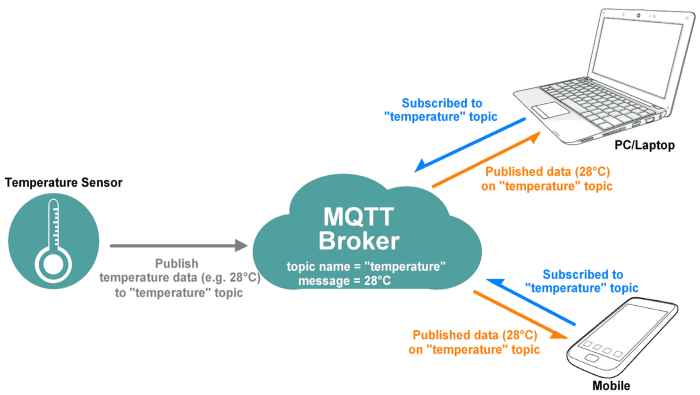 Temperature Sensor
Publish
temperature data (e.g. 28°C)
to "temperature" topic
MQTT
Broker
topic name = "temperature"
message = 28°C
Subscribed to
"temperature" topic
PC/Laptop
Published data (28°C)
on "temperature" topic
Subscribed to
"temperature" topic
Published data (28°C)
on "temperature" topic
Mobile